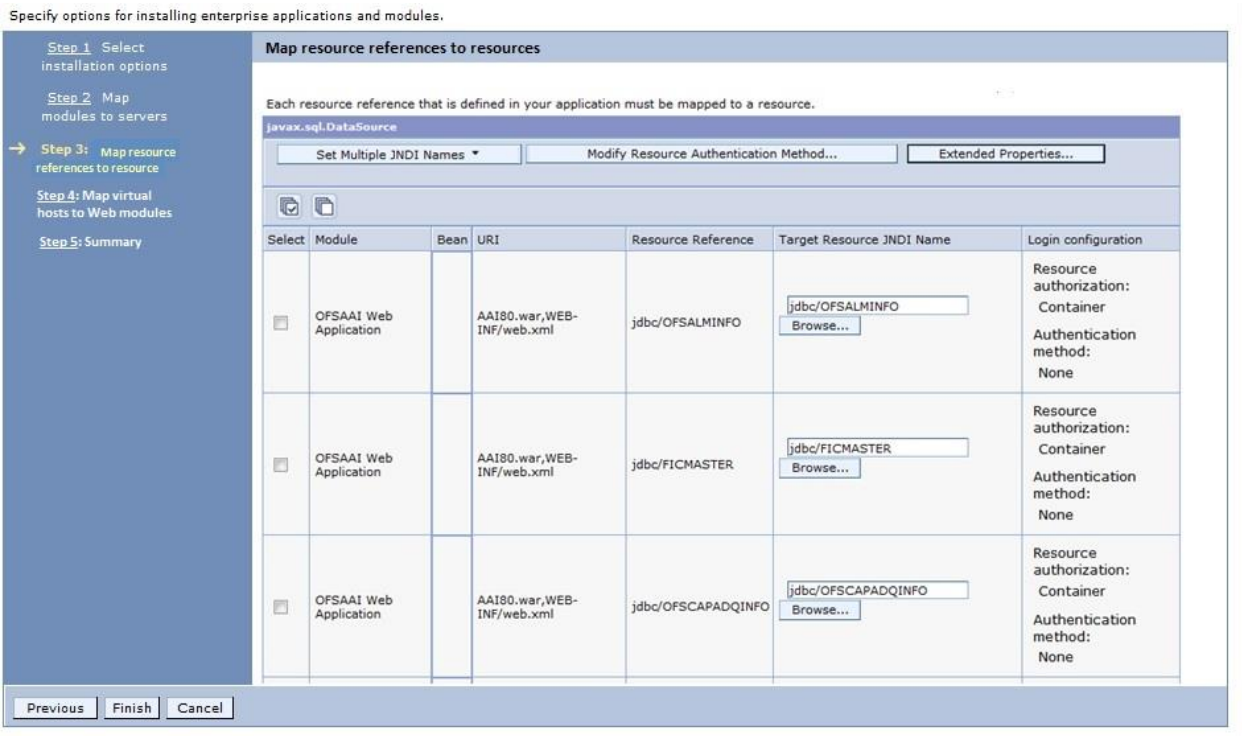 Specify options for installing enterprise applications and modules.
Step 1 Select
installation options
Step 2 Map
modules to servers
Step 3: Map resource
references to resource
Step 4: Map virtual
hosts to Web modules
Step 5: Summary
Map resource references to resources
Each resource reference that is defined in your application must be mapped to a resource.
javax.sql.DataSource
Set Multiple JNDI Names Modify Resource Authentication Method... Extended Properties...
Select Module Bean URI Resource Reference Target Resource JNDI Name Login configuration
OFSAAI Web
Application
AAI80.war,WEB-
INF/web.xml
jdbc/OFSALMINFO
jdbc/OFSALMINFO
Browse...
Resource
authorization:
Container
Authentication
method:
None
OFSAAI Web
Application
AAI80.war,WEB-
INF/web.xml
jdbc/FICMASTER
jdbc/FICMASTER
Browse...
Resource
authorization:
Container
Authentication
method:
None
OFSAAI Web
Application
AAI80.war,WEB-
INF/web.xml
jdbc/OFSCAPADQINFO
jdbc/OFSCAPADQINFO
Browse...
Resource
authorization:
Container
Authentication
method:
None
Previous Finish Cancel